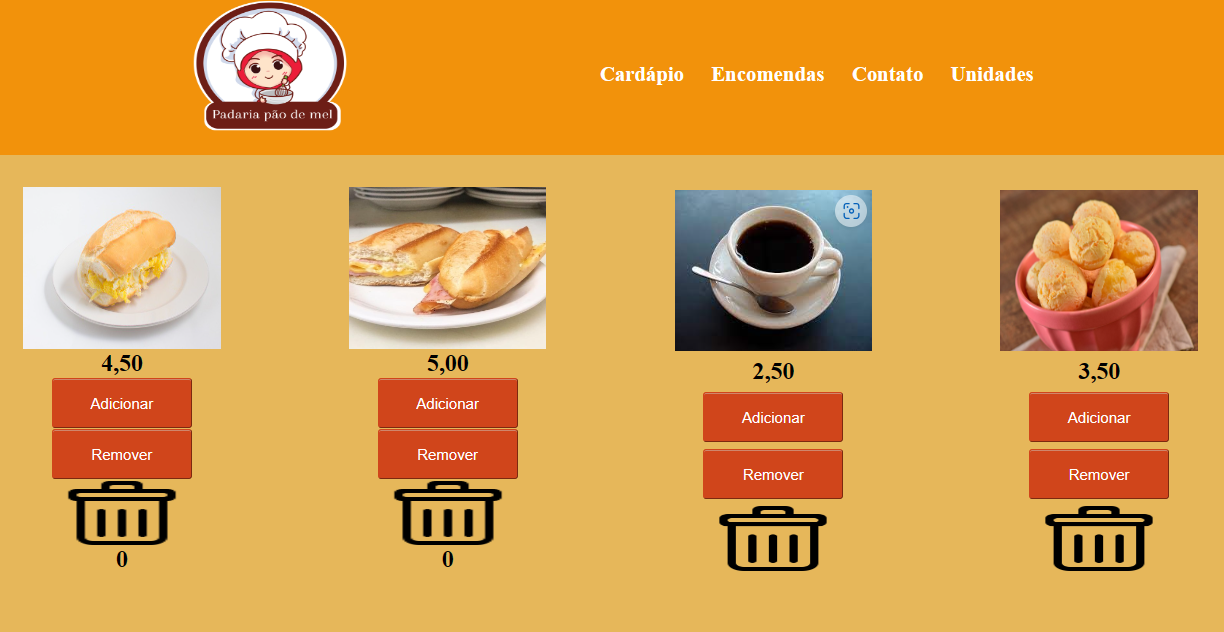 Padaria pão de mel
Cardápio Encomendas Contato Unidades
4,50 5,00 2,50 3,50
Adicionar Adicionar Adicionar Adicionar
Remover Remover Remover Remover
0 0